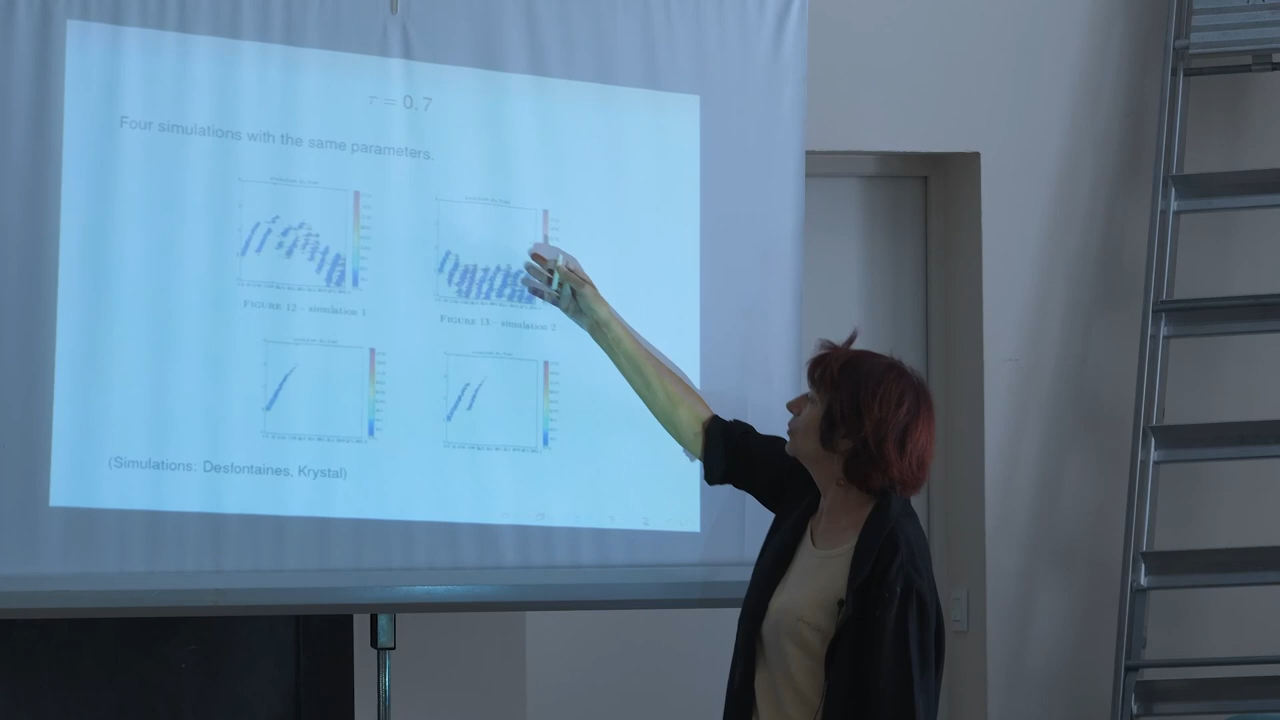 τ = 0.7
Four simulations with the same parameters.
FIGURE 12 – simulation 1
FIGURE 13 – simulation 2
(Simulations: Desfontaines, Krystal)